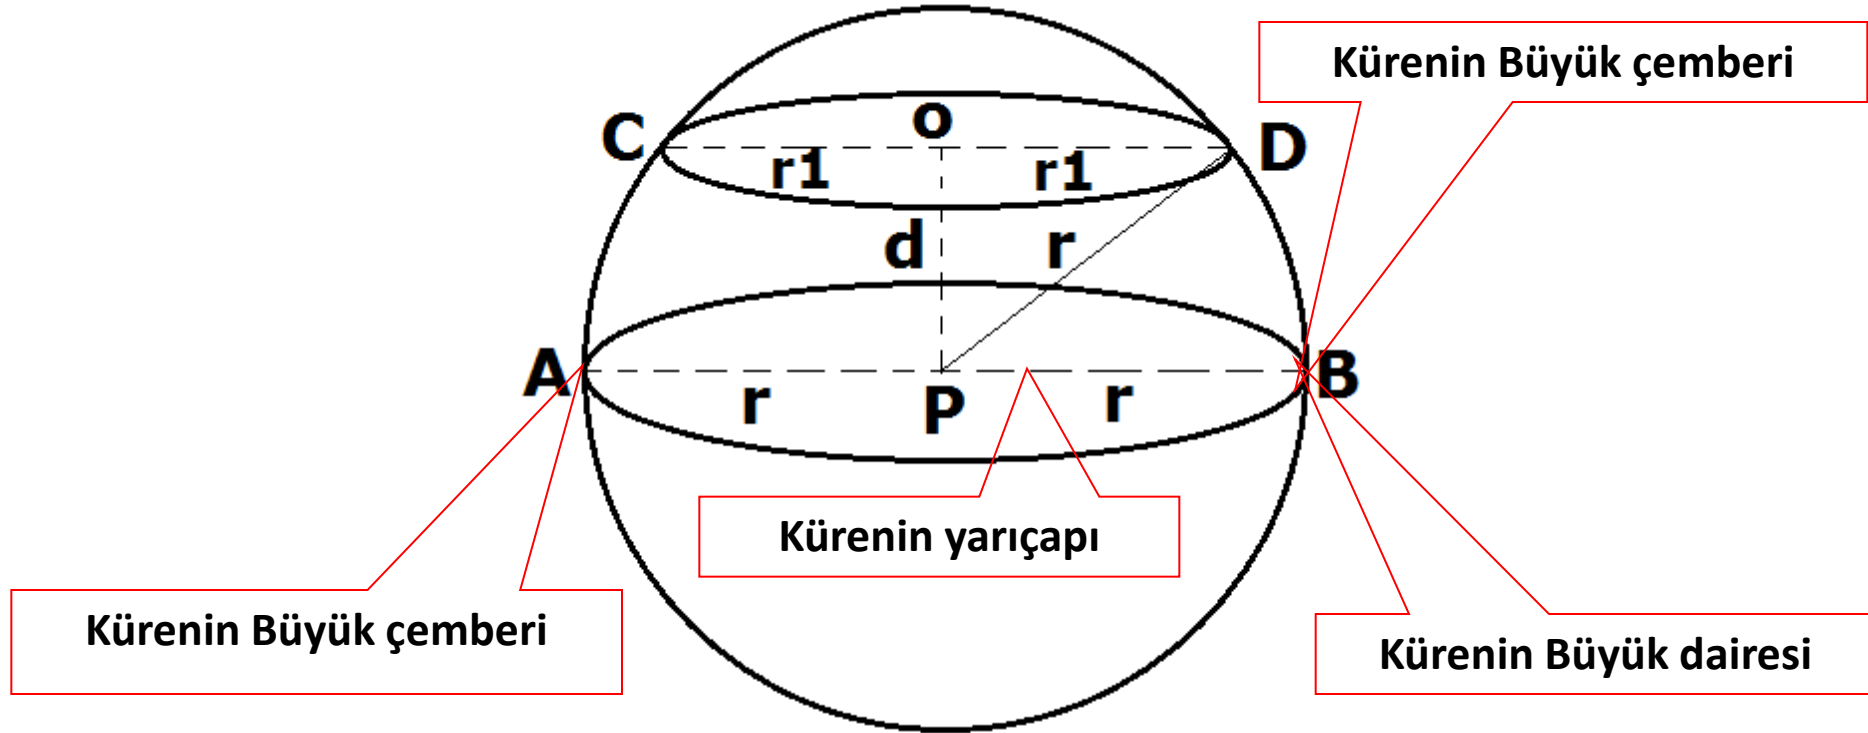 Kürenin Büyük çemberi
o
C
D
r1
r1
d
r
A
B
r
P
r
Kürenin yarıçapı
Kürenin Büyük çemberi
Kürenin Büyük dairesi